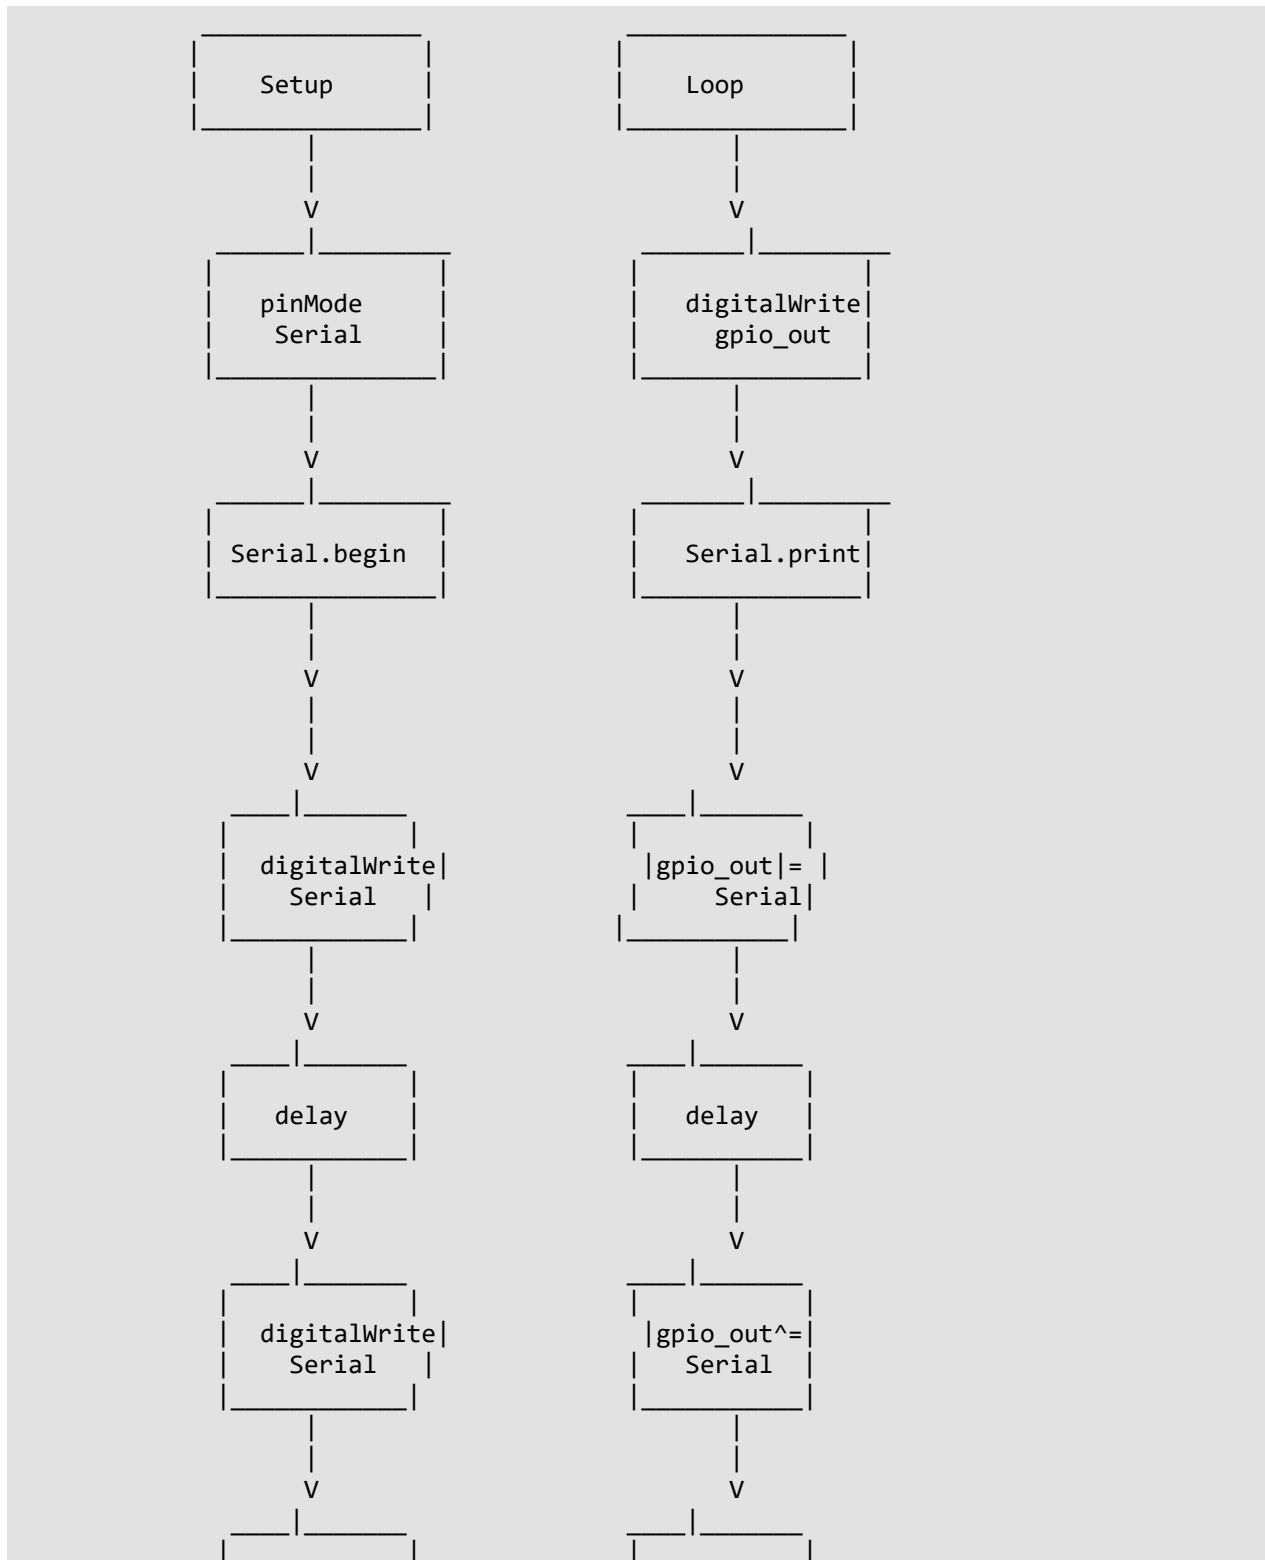 Setup Loop
pinMode digitalWrite
Serial gpio_out
Serial.begin Serial.print
digitalWrite |gpio_out|=
Serial Serial
delay delay
digitalWrite |gpio_out^=
Serial Serial